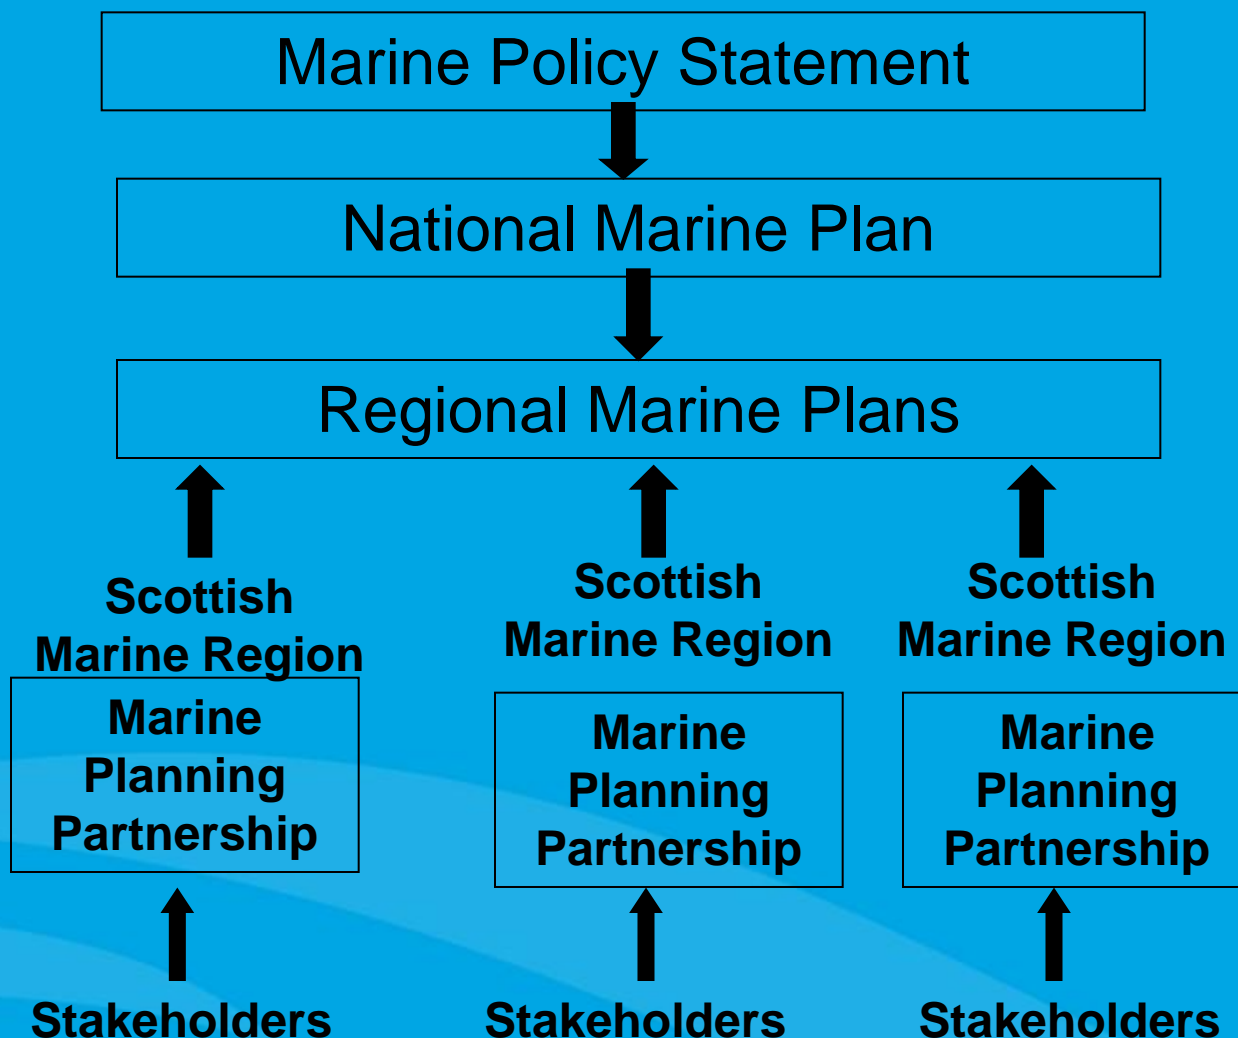 Marine Policy Statement
National Marine Plan
Regional Marine Plans
Scottish
Marine Region
Marine
Planning
Partnership
Stakeholders
Scottish
Marine Region
Marine
Planning
Partnership
Stakeholders
Scottish
Marine Region
Marine
Planning
Partnership
Stakeholders